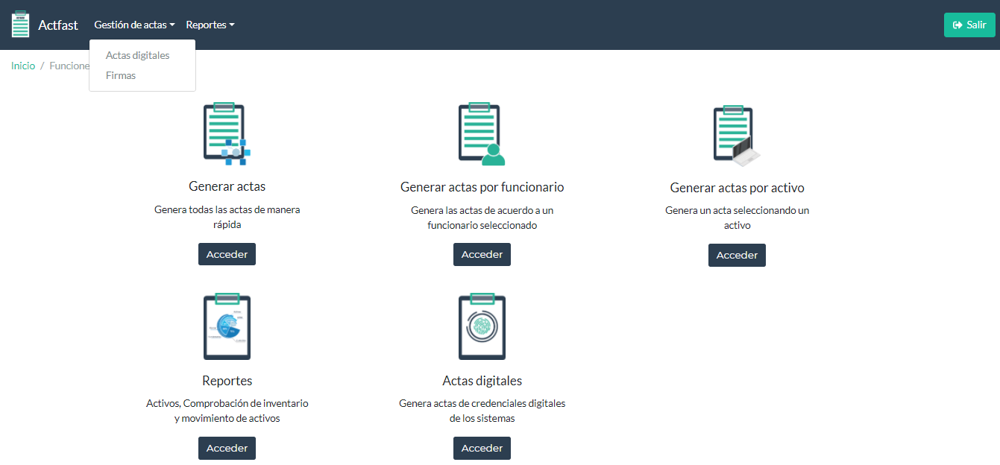 Actfast
Gestión de actas
Reportes
Salir
Actas digitales
Firmas
Inicio / Funcione
Generar actas
Genera todas las actas de manera
rápida
Acceder
Generar actas por funcionario
Genera las actas de acuerdo a un
funcionario seleccionado
Acceder
Generar actas por activo
Genera un acta seleccionando un
activo
Acceder
Reportes
Activos, Comprobación de inventario
y movimiento de activos
Acceder
Actas digitales
Genera actas de credenciales digitales
de los sistemas
Acceder